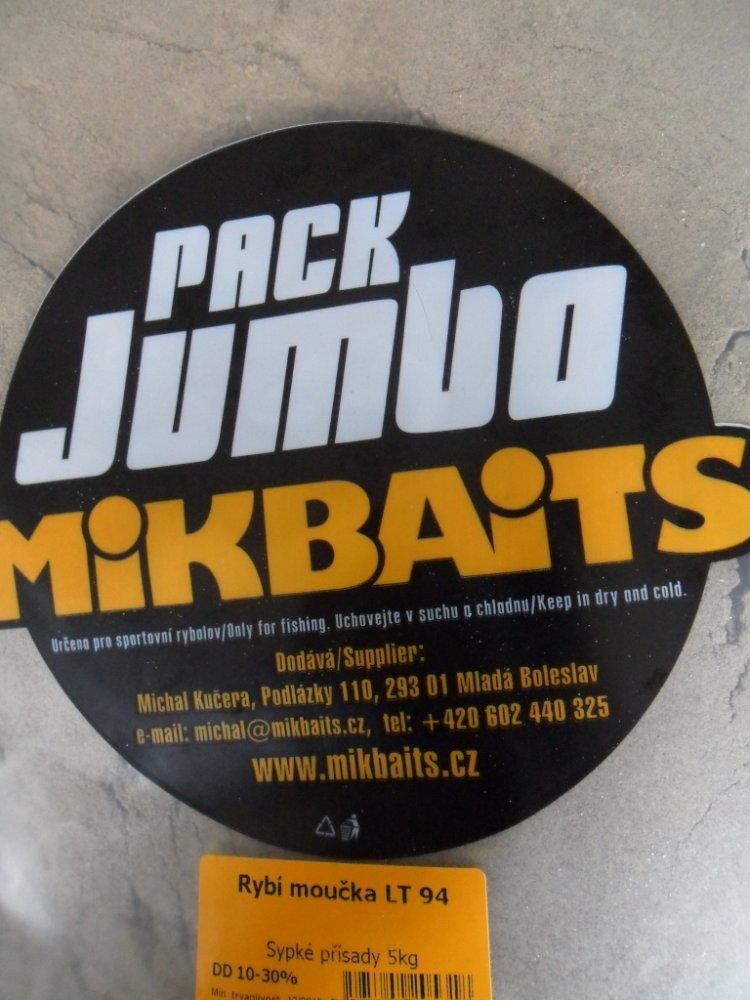 PACK
Jumbo
MiKBAiTS
Určeno pro sportovní rybolov/Only for fishing. Uchovejte v suchu a chladnu/Keep in dry and cold.
Dodává/Supplier:
Michal Kučera, Podlázky 110, 293 01 Mladá Boleslav
e-mail: michal@mikbaits.cz, tel: +420 602 440 325
www.mikbaits.cz
Rybí moučka LT 94
Sypké přísady 5kg
DD 10-30%
Min. trvanlivost